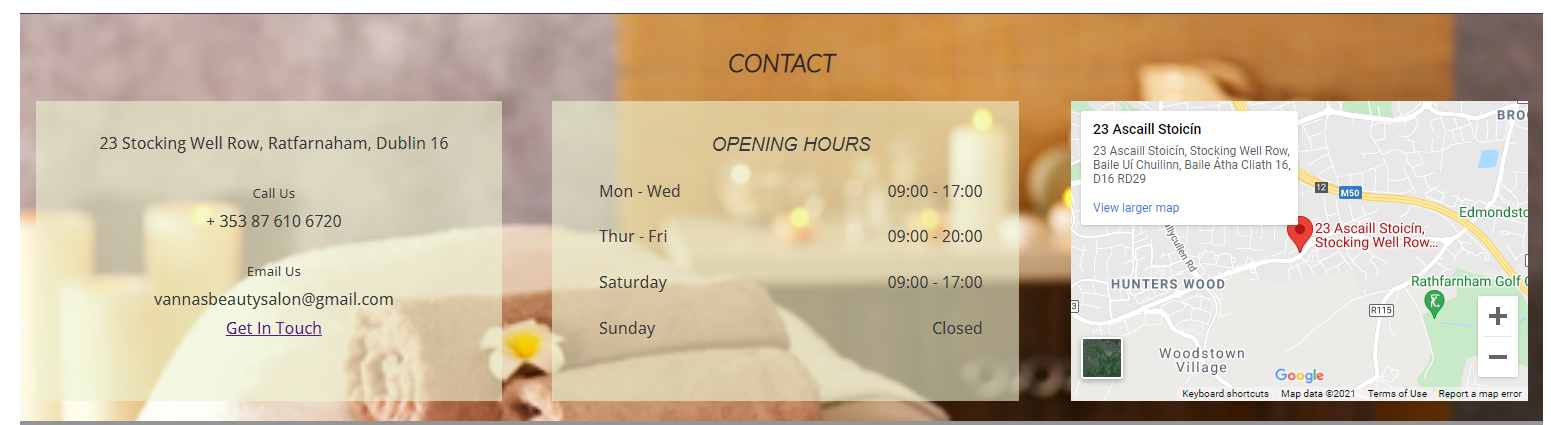 CONTACT
23 Stocking Well Row, Ratfarnaham, Dublin 16
Call Us
+ 353 87 610 6720
Email Us
vannasbeautysalon@gmail.com
Get In Touch
OPENING HOURS
Mon - Wed 09:00 - 17:00
Thur - Fri 09:00 - 20:00
Saturday 09:00 - 17:00
Sunday Closed
23 Ascaill Stoicín
23 Ascaill Stoicín, Stocking Well Row,
Baile Uí Chuilinn, Baile Átha Cliath 16,
D16 RD29
View larger map
BRO
12
M50
Edmondsto
23 Ascaill Stoicín,
Stocking Well Row...
llycullen Rd
HUNTERS WOOD
Rathfarnham Golf C
3
R115
Woodstown
Village
Google
Keyboard shortcuts Map data ©2021 Terms of Use Report a map error